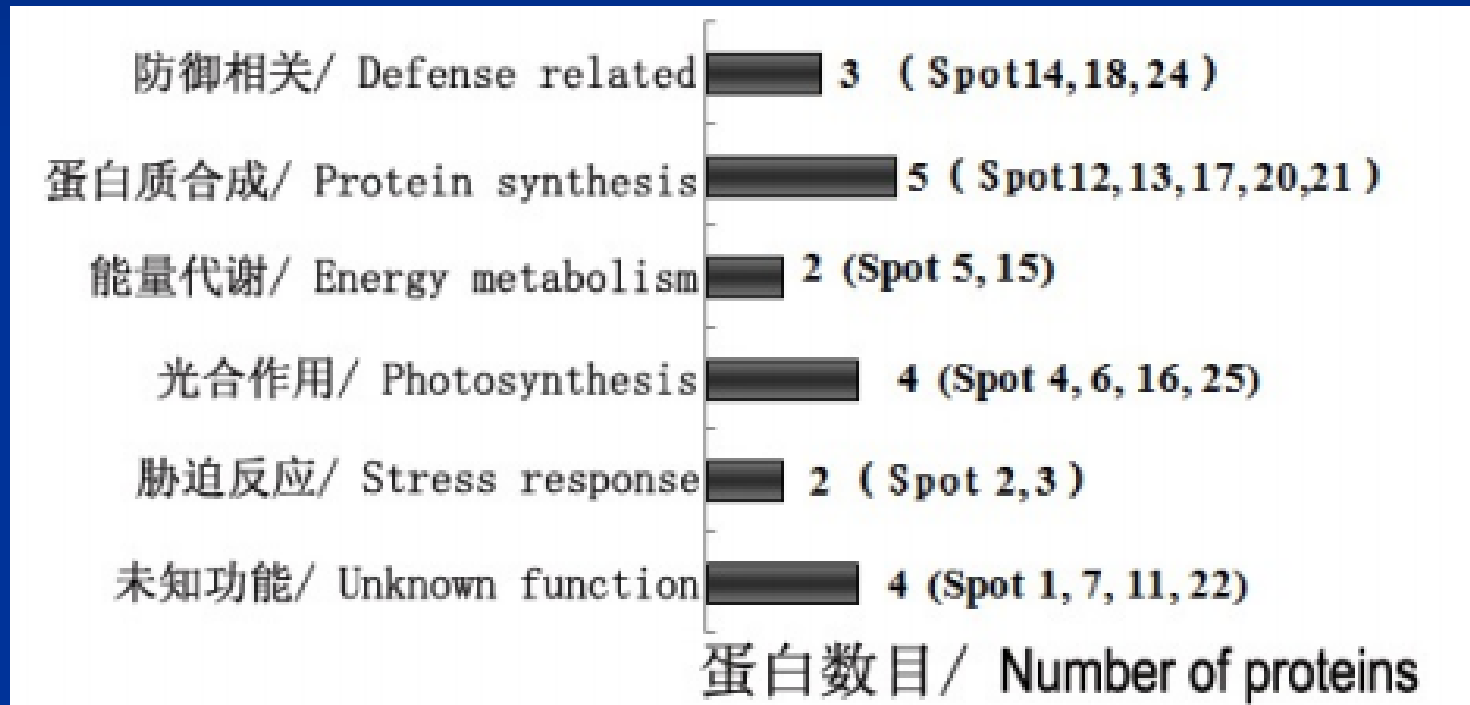 防御相关/ Defense related 3 (Spot14,18,24)
蛋白质合成/ Protein synthesis 5 (Spot12,13,17,20,21)
能量代谢/ Energy metabolism 2 (Spot 5, 15)
光合作用/ Photosynthesis 4 (Spot 4, 6, 16, 25)
胁迫反应/ Stress response 2 (Spot 2,3)
未知功能/ Unknown function 4 (Spot 1, 7, 11, 22)
蛋白数目/ Number of proteins